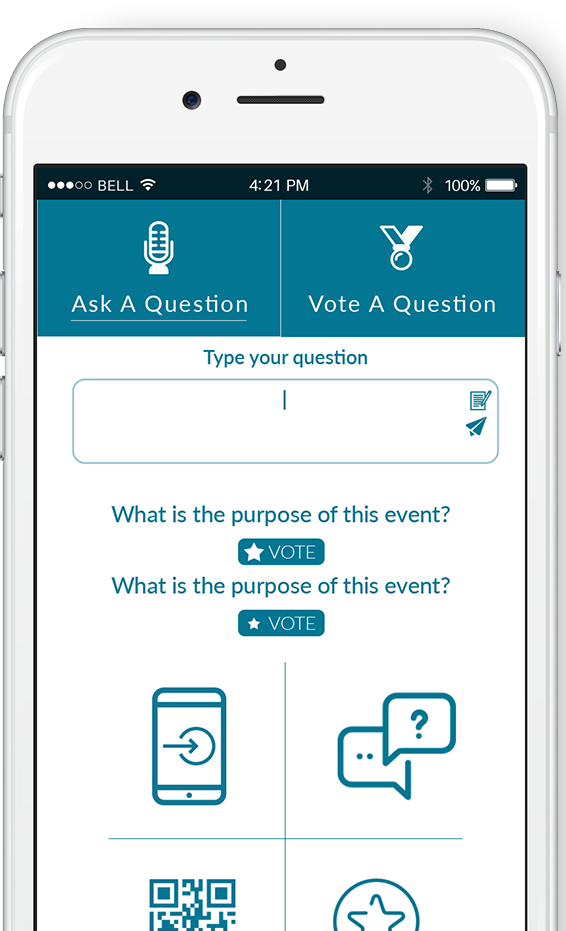 BELL 4:21 PM 100%
Ask A Question Vote A Question
Type your question
What is the purpose of this event?
VOTE
What is the purpose of this event?
VOTE
?